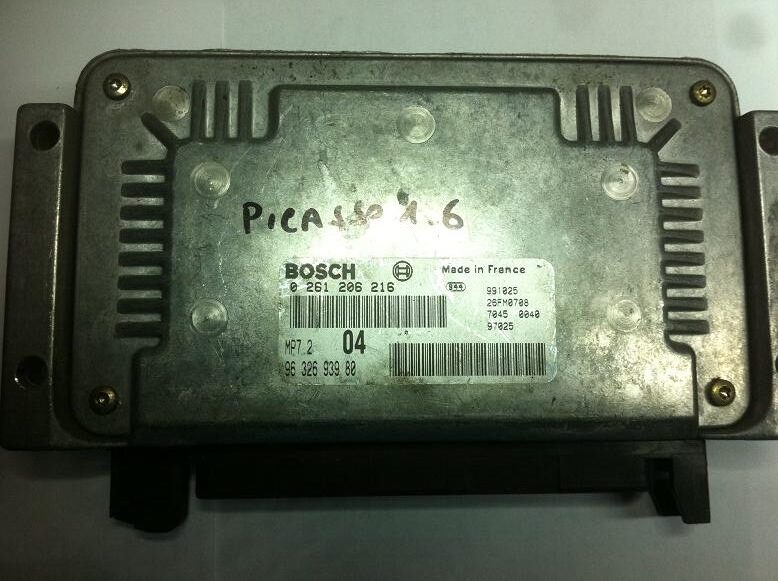 PICASSO 1.6
BOSCH Made in France
0 261 206 216
991025
26FM0708
7045 0040
97025
MP7.2 04
96 326 939 80